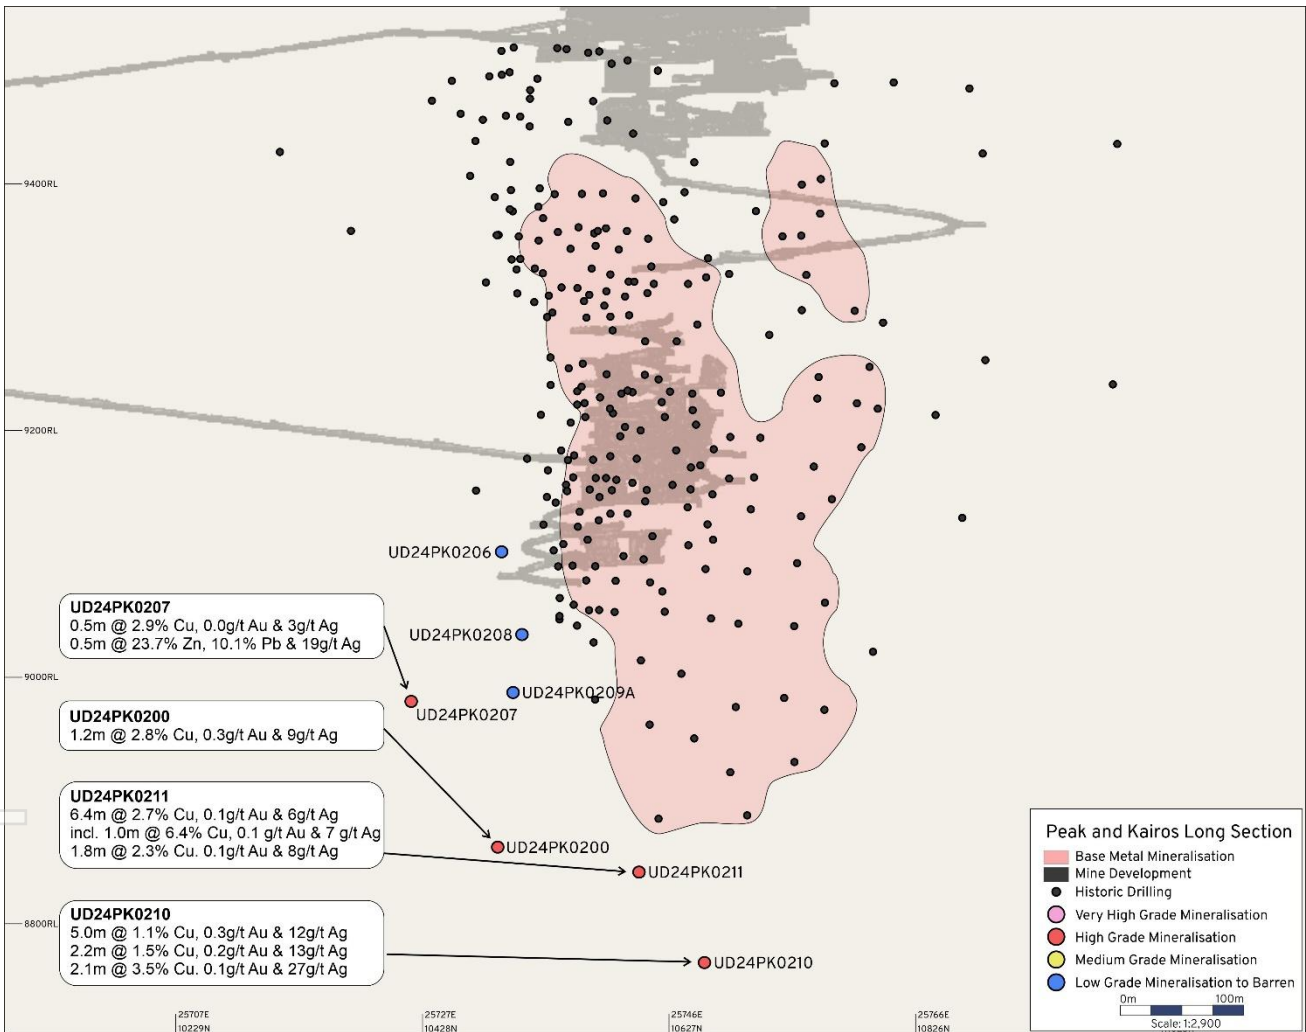 9400RL
9200RL
UD24PK0206
UD24PK0207
0.5m @ 2.9% Cu, 0.0g/t Au & 3g/t Ag
0.5m @ 23.7% Zn, 10.1% Pb & 19g/t Ag
UD24PK0208
9000RL
UD24PK0209A
UD24PK0207
UD24PK0200
1.2m @ 2.8% Cu, 0.3g/t Au & 9g/t Ag
UD24PK0211
6.4m @ 2.7% Cu, 0.1g/t Au & 6g/t Ag
incl. 1.0m @ 6.4% Cu, 0.1 g/t Au & 7 g/t Ag
1.8m @ 2.3% Cu. 0.1g/t Au & 8g/t Ag
UD24PK0200
UD24PK0211
8800RL
UD24PK0210
5.0m @ 1.1% Cu, 0.3g/t Au & 12g/t Ag
2.2m @ 1.5% Cu, 0.2g/t Au & 13g/t Ag
2.1m @ 3.5% Cu. 0.1g/t Au & 27g/t Ag
UD24PK0210
Peak and Kairos Long Section
Base Metal Mineralisation
Mine Development
Historic Drilling
Very High Grade Mineralisation
High Grade Mineralisation
Medium Grade Mineralisation
Low Grade Mineralisation to Barren
0m 100m
Scale: 1:2,900
25707E
10229N
25727E
10428N
25746E
10627N
25766E
10826N